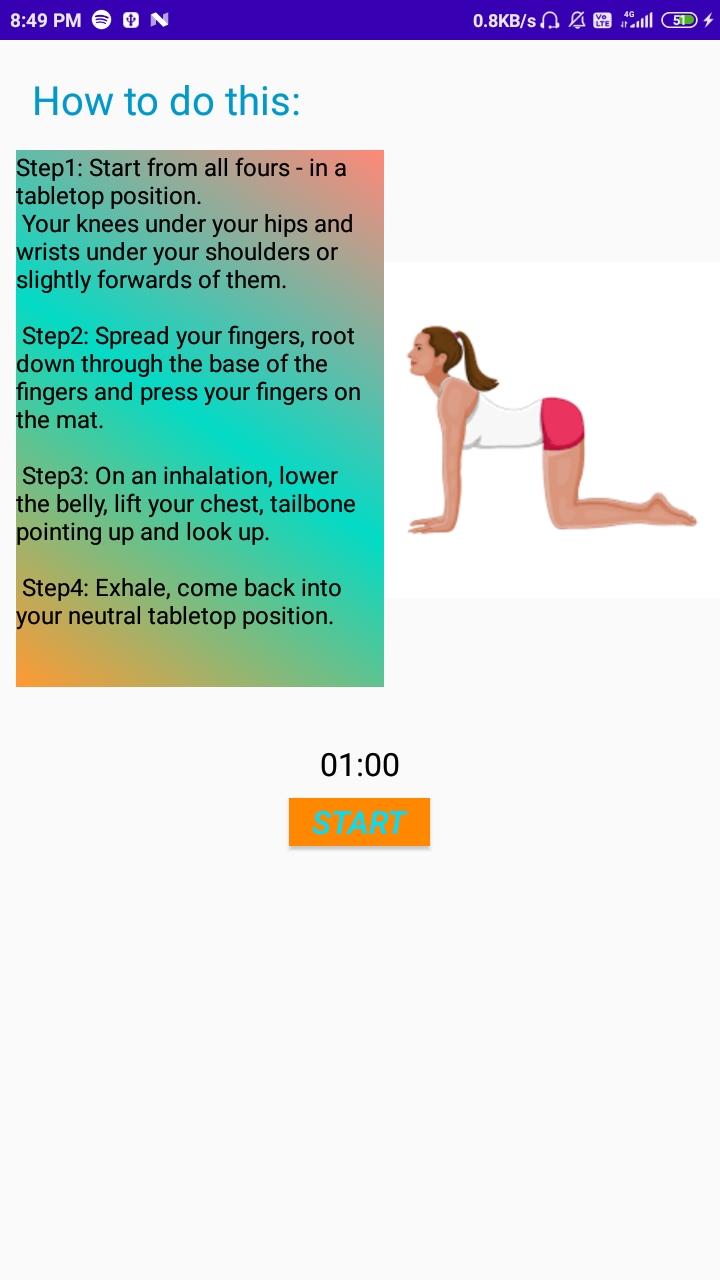 8:49 PM 0.8KB/s Vo LTE 4G 51
How to do this:
Step1: Start from all fours - in a
tabletop position.
Your knees under your hips and
wrists under your shoulders or
slightly forwards of them.
Step2: Spread your fingers, root
down through the base of the
fingers and press your fingers on
the mat.
Step3: On an inhalation, lower
the belly, lift your chest, tailbone
pointing up and look up.
Step4: Exhale, come back into
your neutral tabletop position.
01:00
START